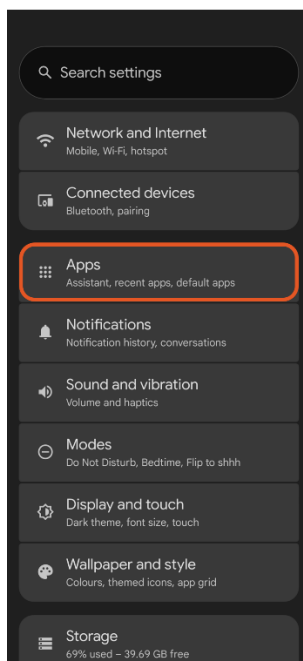 Search settings
Network and Internet
Mobile, Wi-Fi, hotspot
Connected devices
Bluetooth, pairing
Apps
Assistant, recent apps, default apps
Notifications
Notification history, conversations
Sound and vibration
Volume and haptics
Modes
Do Not Disturb, Bedtime, Flip to shhh
Display and touch
Dark theme, font size, touch
Wallpaper and style
Colours, themed icons, app grid
Storage
69% used – 39.69 GB free